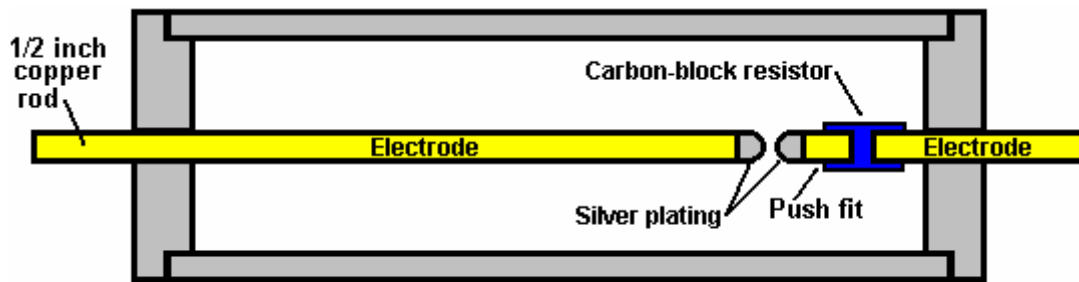 1/2 inch
copper
rod
Carbon-block resistor
Electrode
Electrode
Silver plating
Push fit